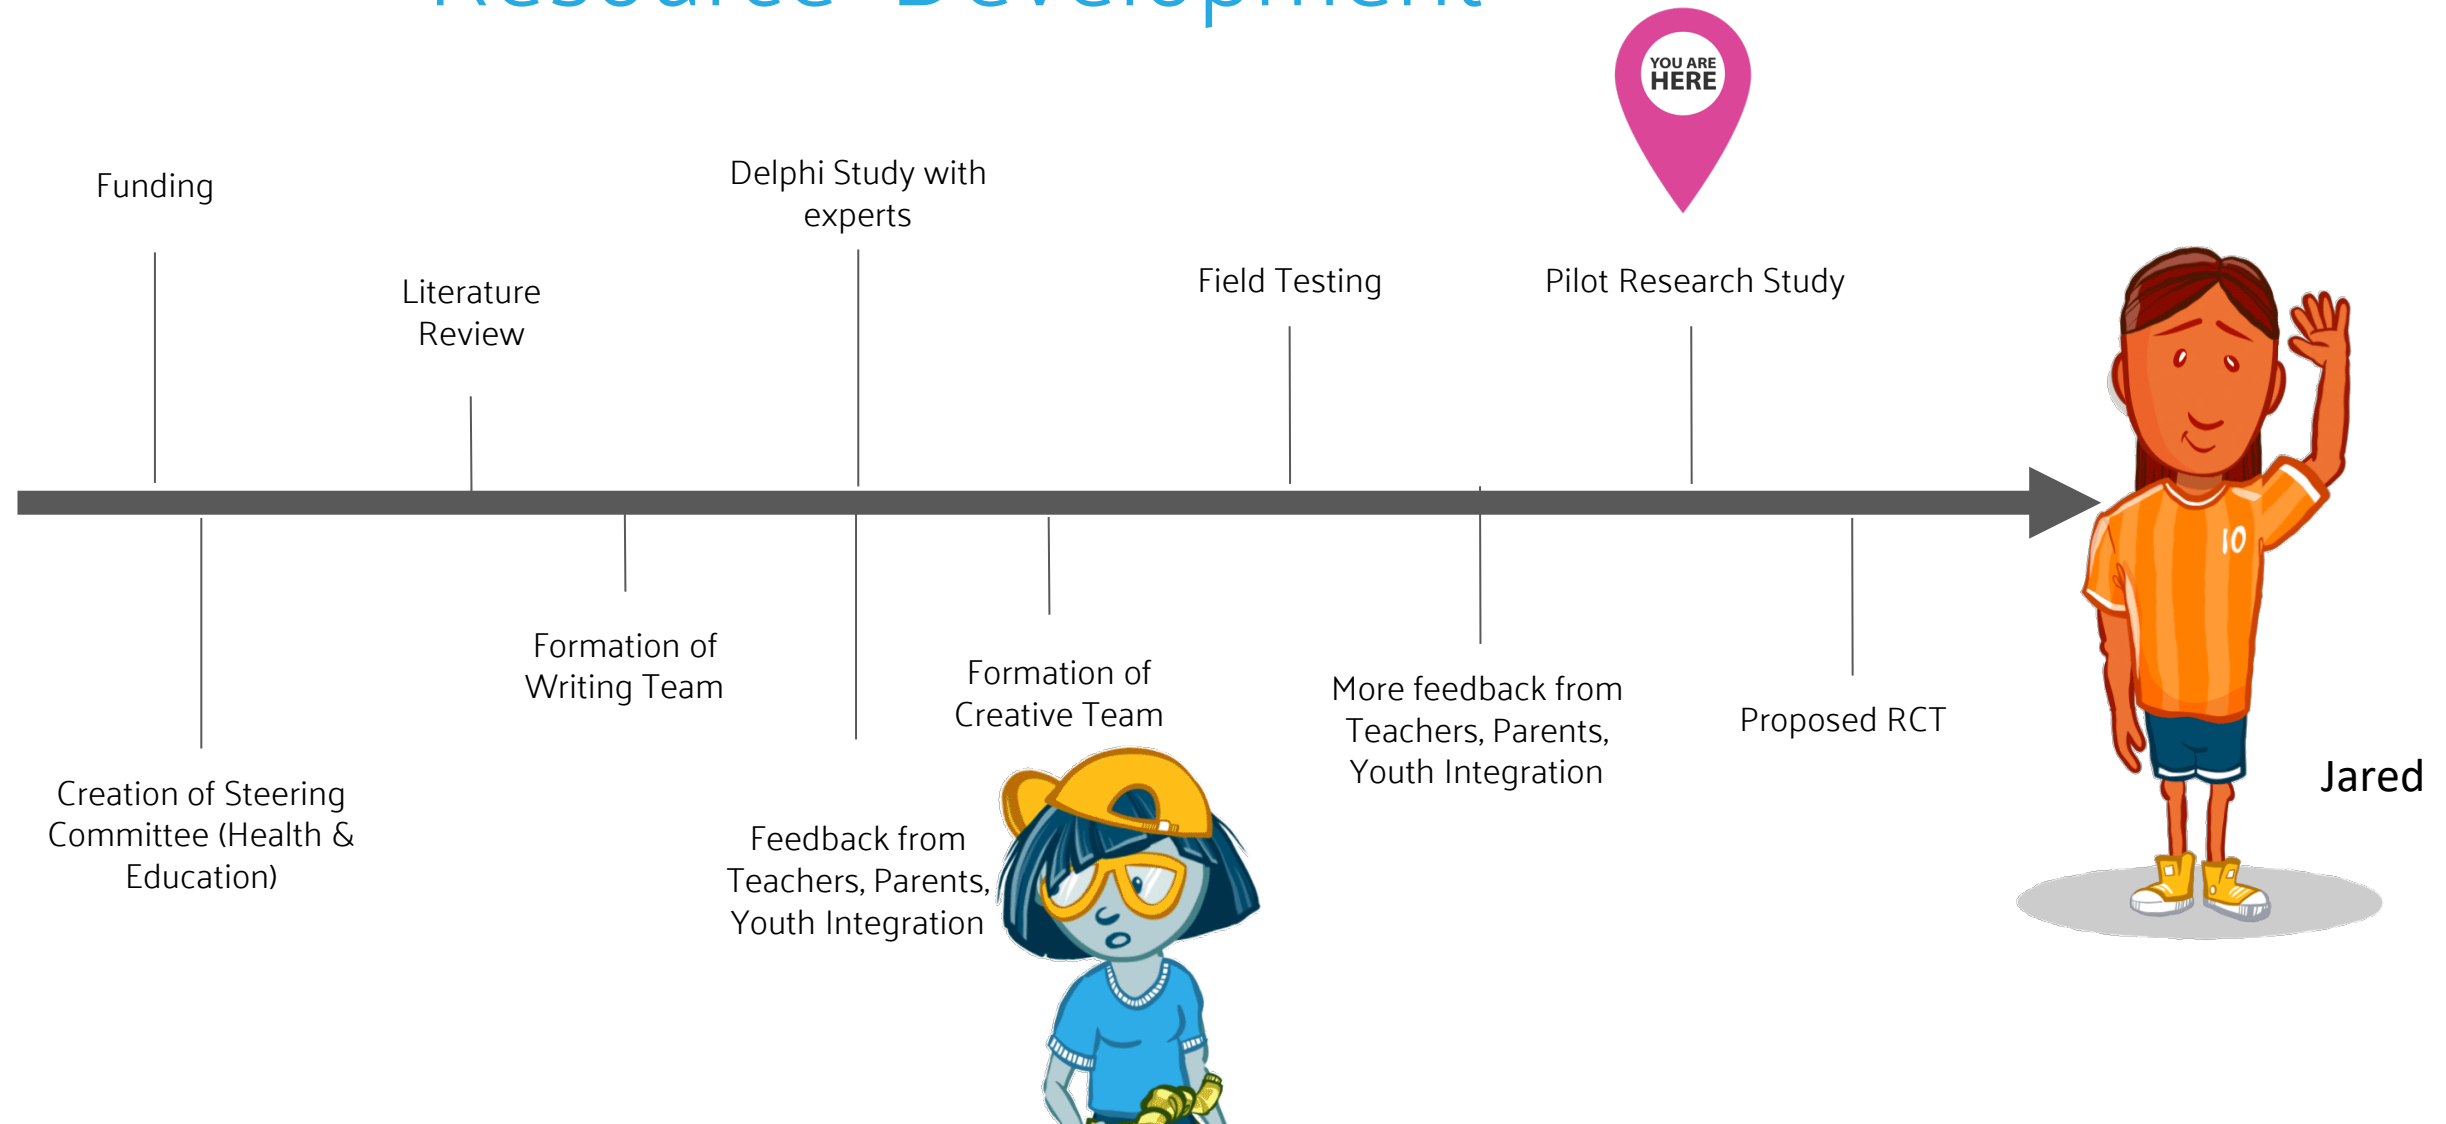 Resource Development
YOU ARE
HERE
Funding
Delphi Study with
experts
Literature
Review
Field Testing
Pilot Research Study
10
Formation of
Writing Team
Formation of
Creative Team
More feedback from
Teachers, Parents,
Youth Integration
Proposed RCT
Jared
Creation of Steering
Committee (Health &
Education)
Feedback from
Teachers, Parents,
Youth Integration